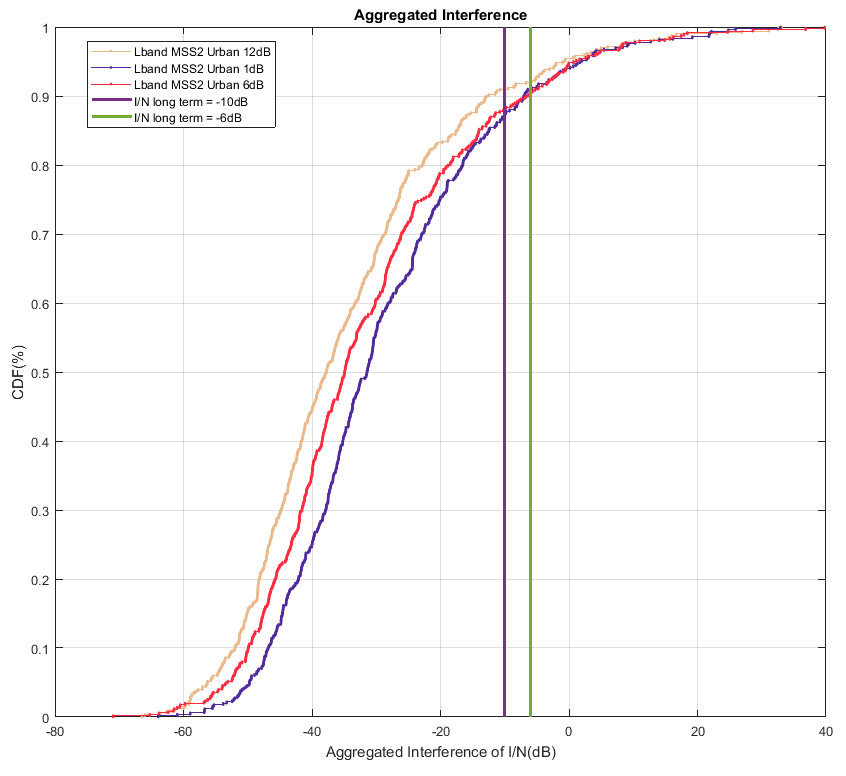 Aggregated Interference
Lband MSS2 Urban 12dB
Lband MSS2 Urban 1dB
Lband MSS2 Urban 6dB
I/N long term = -10dB
I/N long term = -6dB
CDF(%)
1
0.9
0.8
0.7
0.6
0.5
0.4
0.3
0.2
0.1
0
-80 -60 -40 -20 0 20 40
Aggregated Interference of I/N(dB)